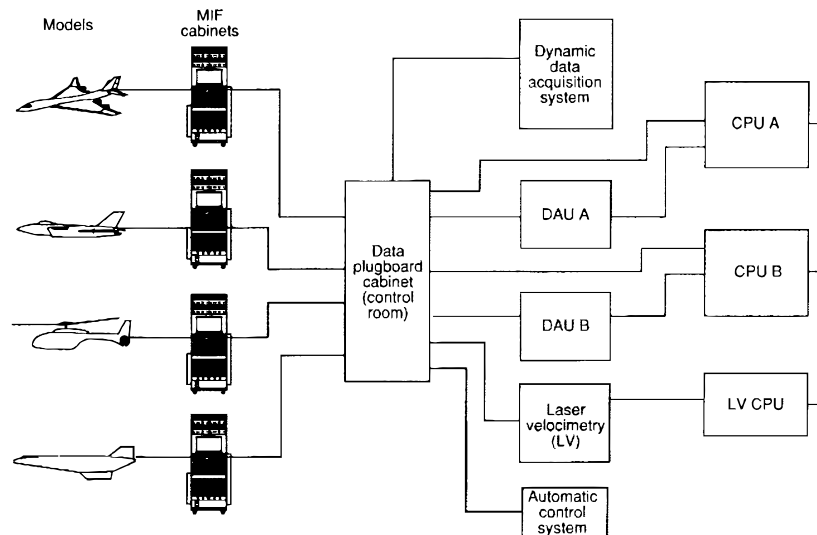 Models
MIF
cabinets
Dynamic
data
acquisition
system
CPU A
DAU A
Data
plugboard
cabinet
(control
room)
CPU B
DAU B
Laser
velocimetry
(LV)
LV CPU
Automatic
control
system